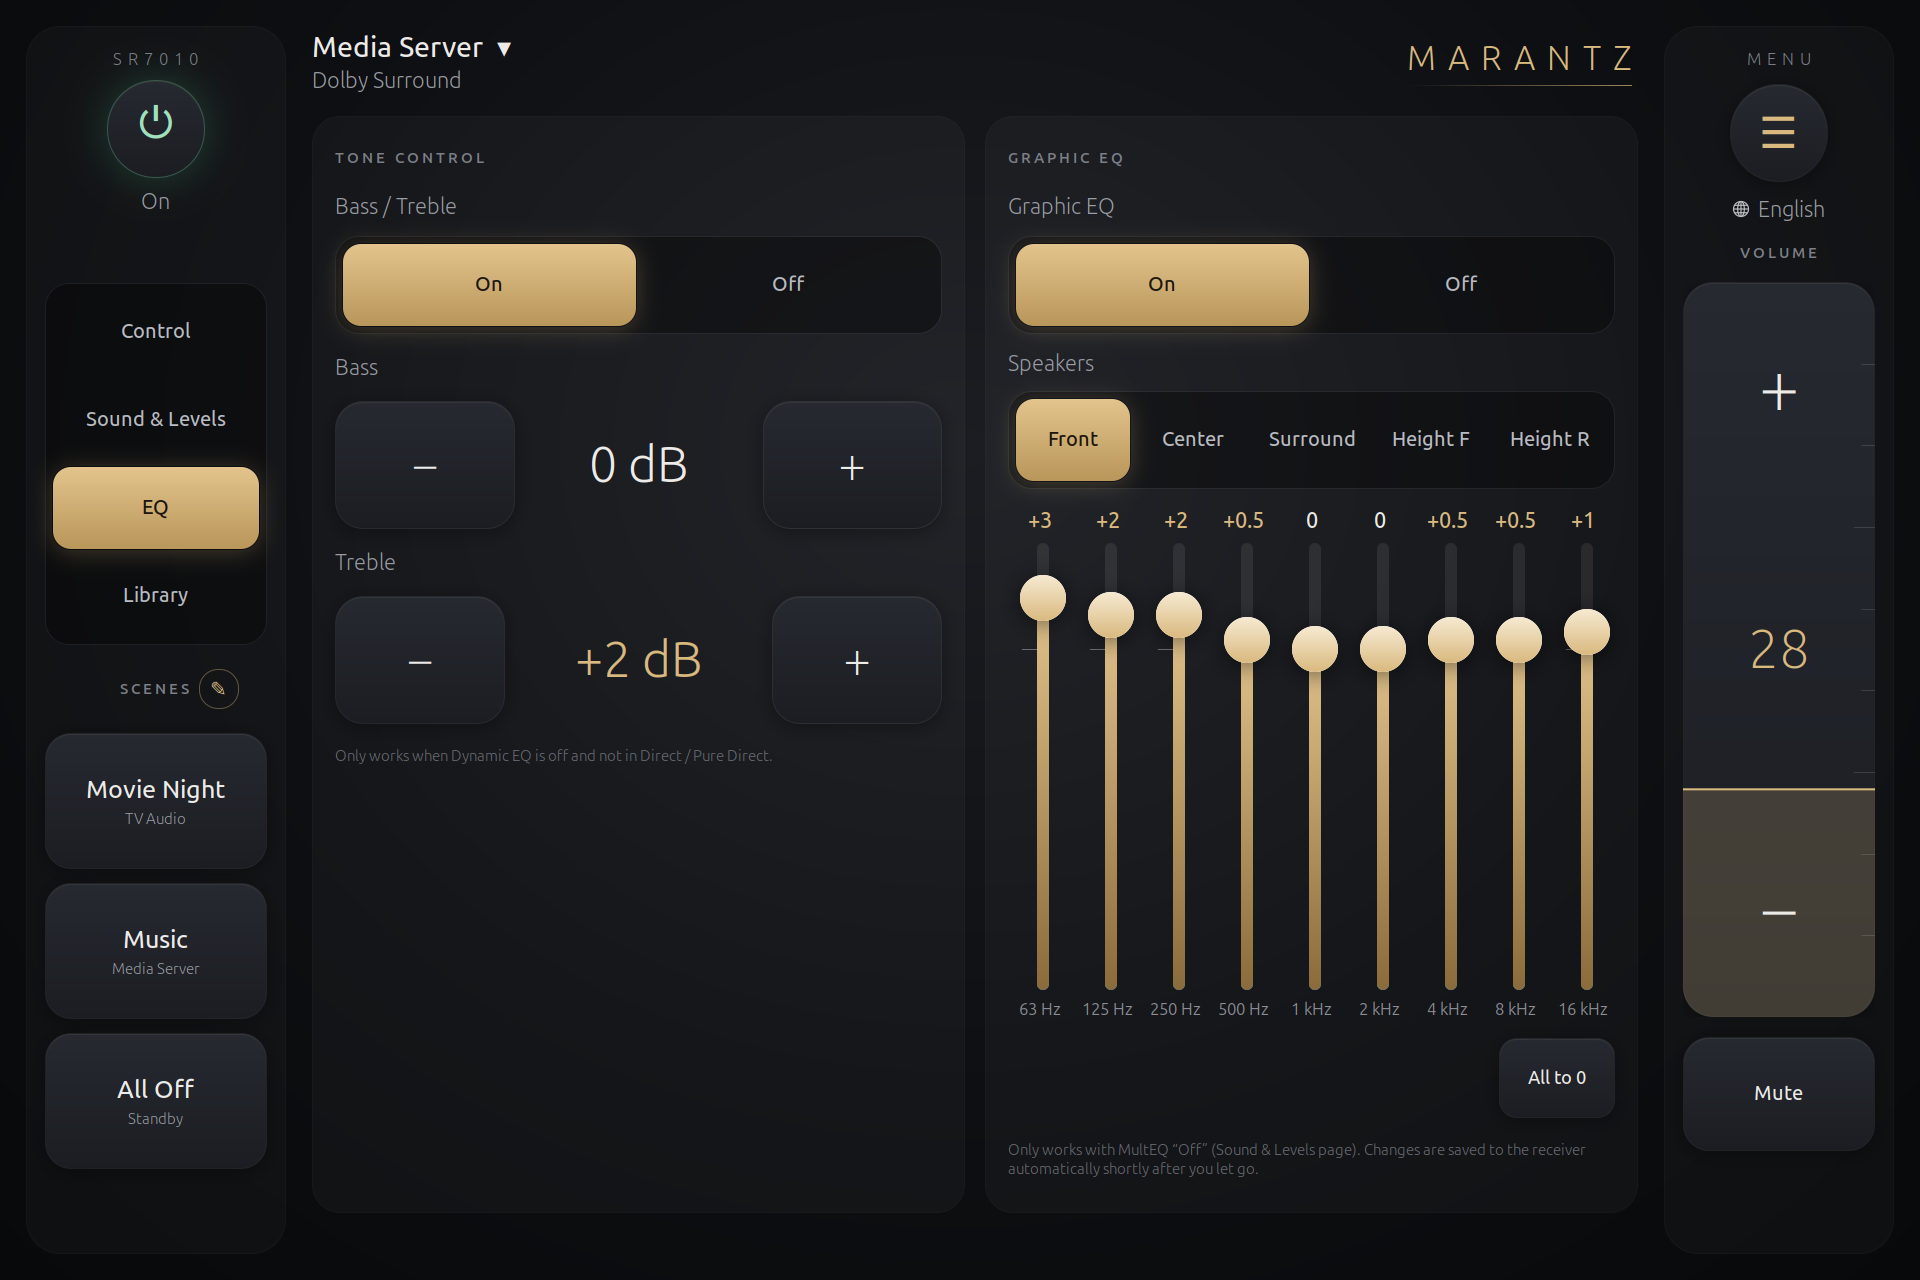 SR7010
On
Control
Sound & Levels
EQ
Library
SCENES
Movie Night
TV Audio
Music
Media Server
All Off
Standby
Media Server ▼
Dolby Surround
MARANTZ
TONE CONTROL
Bass / Treble
On Off
Bass
− 0 dB +
Treble
− +2 dB +
Only works when Dynamic EQ is off and not in Direct / Pure Direct.
GRAPHIC EQ
Graphic EQ
On Off
Speakers
Front Center Surround Height F Height R
+3 +2 +2 +0.5 0 0 +0.5 +0.5 +1
63 Hz 125 Hz 250 Hz 500 Hz 1 kHz 2 kHz 4 kHz 8 kHz 16 kHz
All to 0
Only works with MultEQ “Off” (Sound & Levels page). Changes are saved to the receiver
automatically shortly after you let go.
MENU
English
VOLUME
+
28
−
Mute